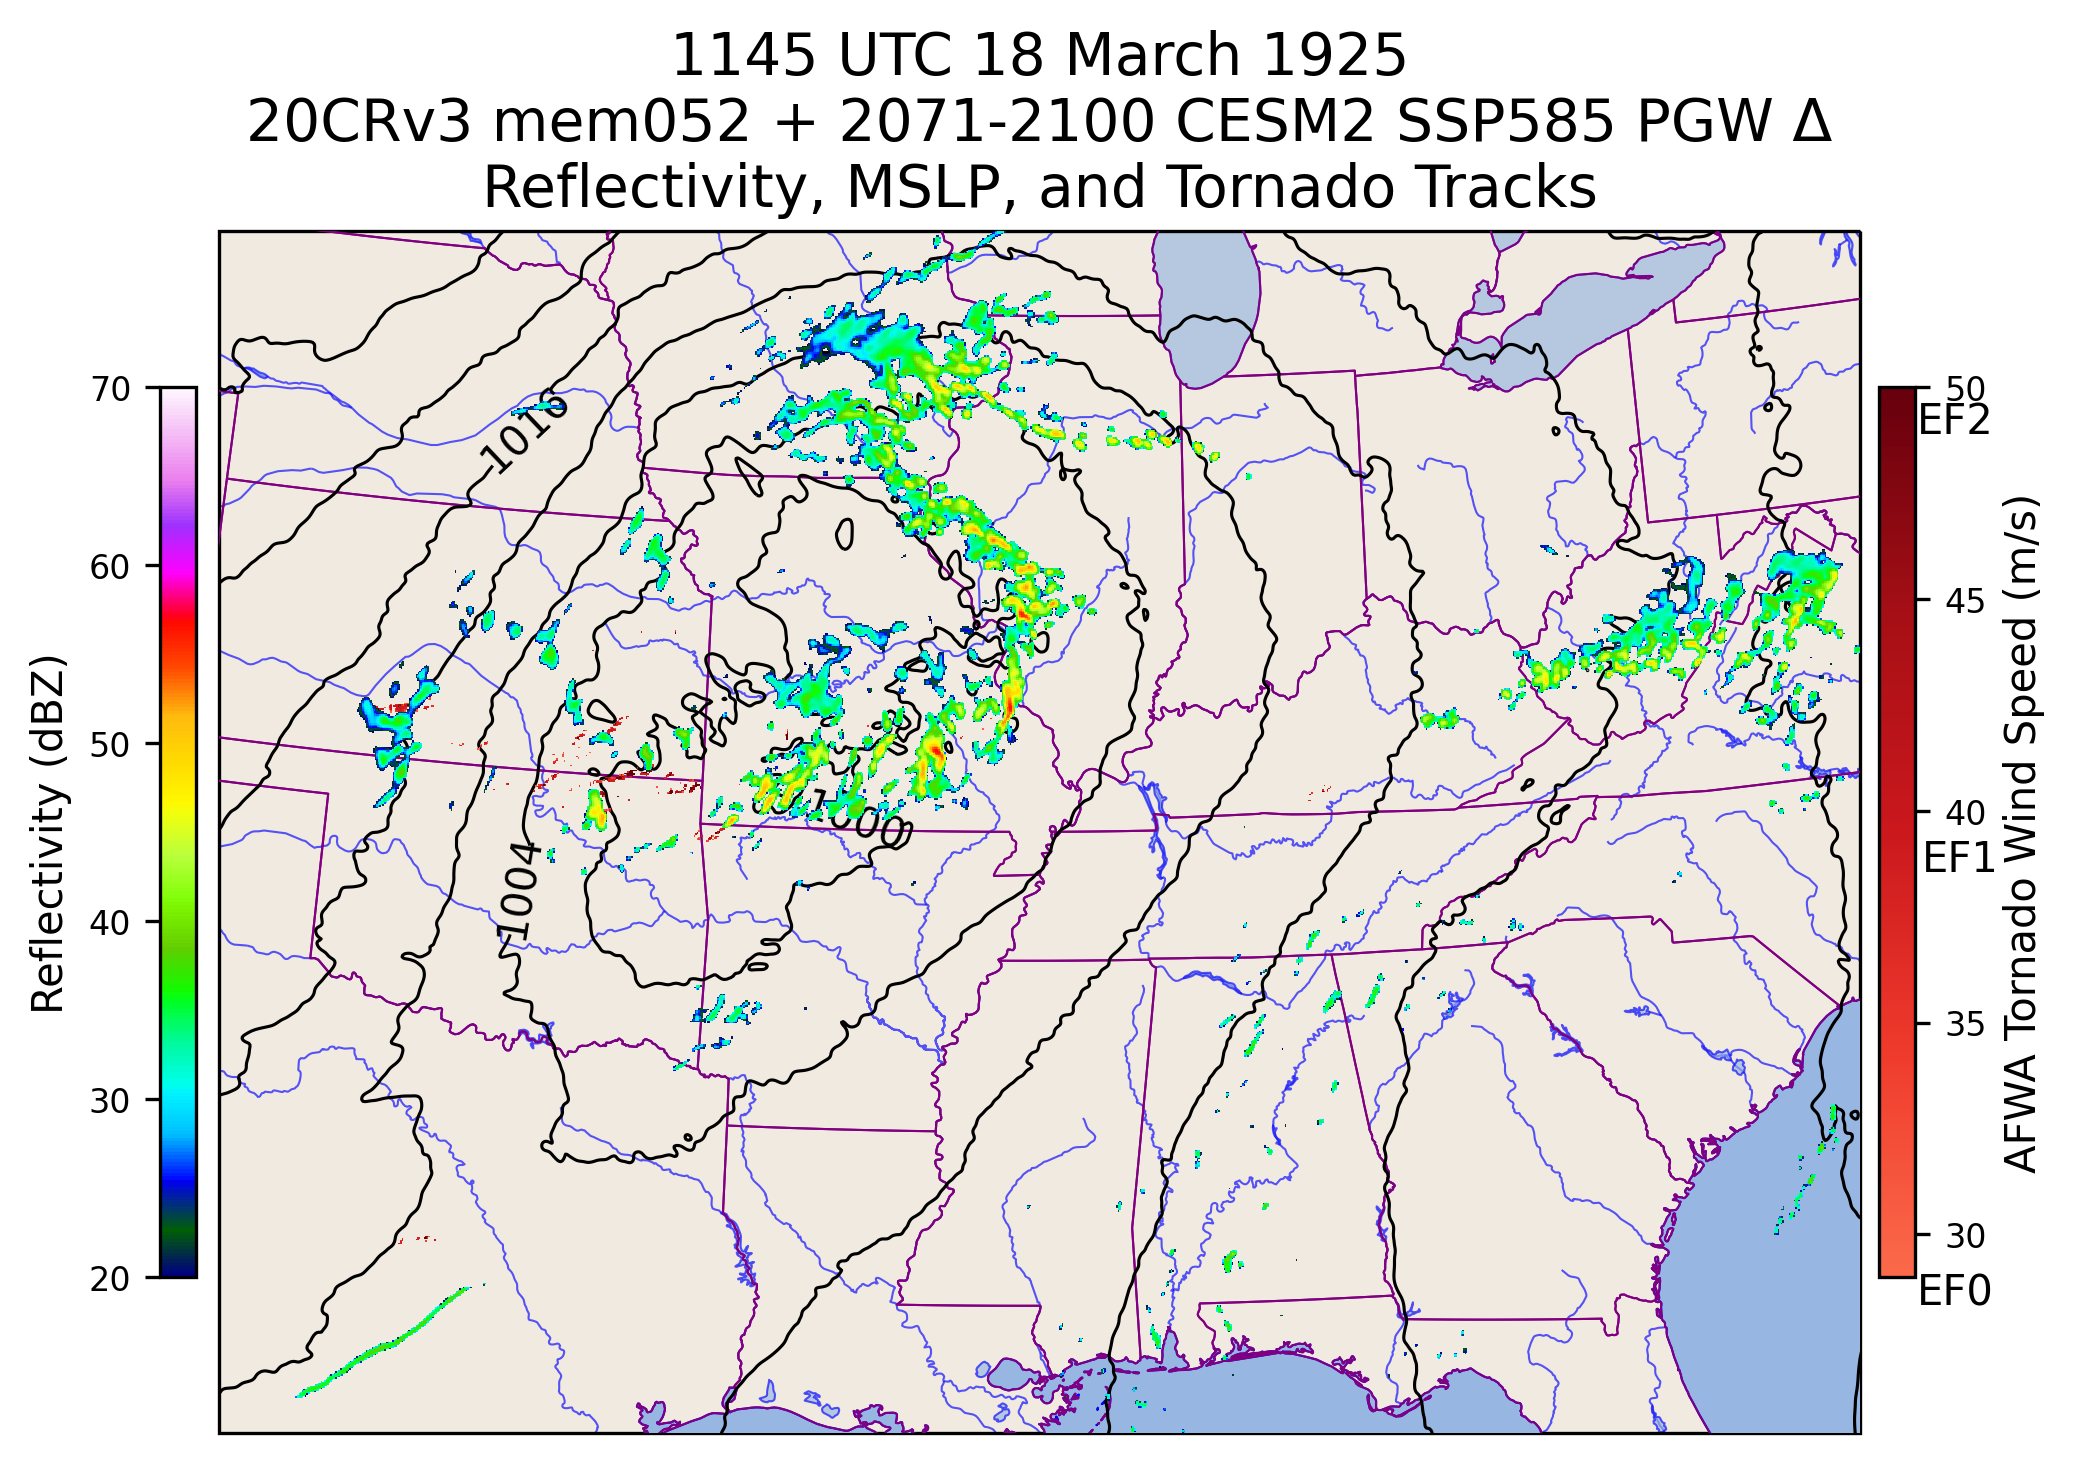 1145 UTC 18 March 1925
20CRv3 mem052 + 2071-2100 CESM2 SSP585 PGW Δ
Reflectivity, MSLP, and Tornado Tracks
70
60
50
40
30
20
Reflectivity (dBZ)
1016
1004
1000
50
EF2
45
40
EF1
35
30
EF0
AFWA Tornado Wind Speed (m/s)